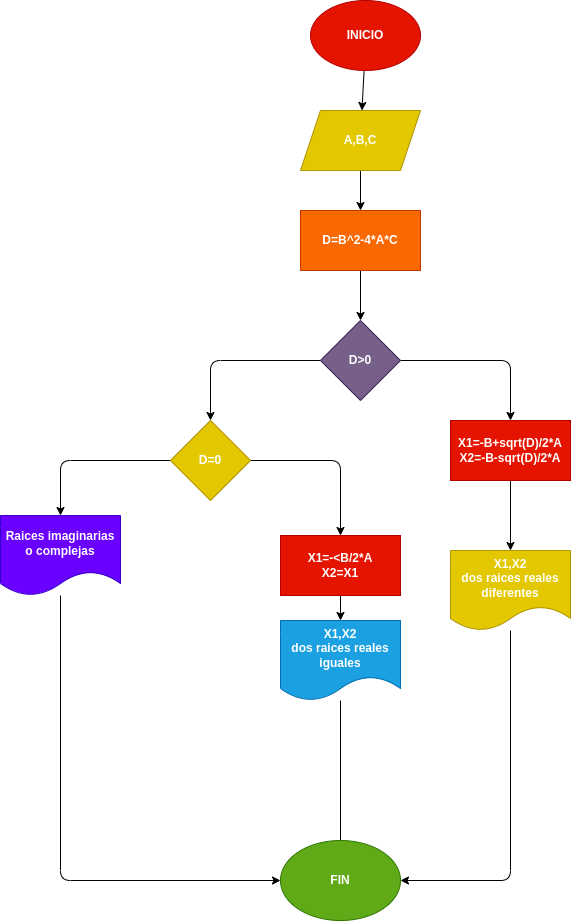 INICIO
A,B,C
D=B^2-4*A*C
D>0
D=0
X1=-B+sqrt(D)/2*A
X2=-B-sqrt(D)/2*A
Raices imaginarias
o complejas
X1=-<B/2*A
X2=X1
X1,X2
dos raices reales
diferentes
X1,X2
dos raices reales
iguales
FIN